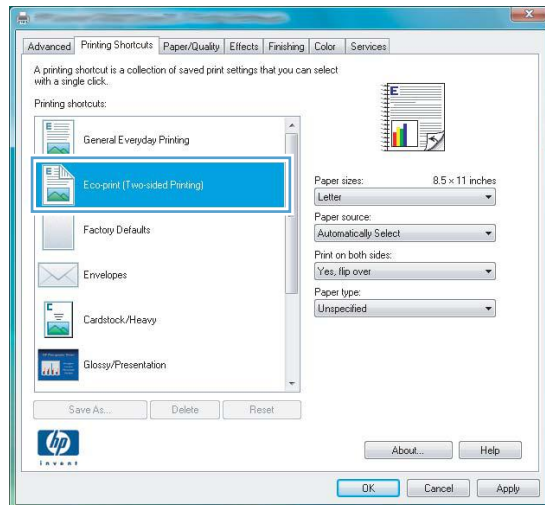 Advanced Printing Shortcuts Paper/Quality Effects Finishing Color Services
A printing shortcut is a collection of saved print settings that you can select
with a single click.
Printing shortcuts:
General Everyday Printing
Eco-print (Two-sided Printing)
Factory Defaults
Envelopes
Cardstock/Heavy
Glossy/Presentation
E
Paper sizes: 8.5 × 11 inches
Letter
Paper source:
Automatically Select
Print on both sides:
Yes, flip over
Paper type:
Unspecified
Save As... Delete Reset
hp
invent
About... Help
OK Cancel Apply